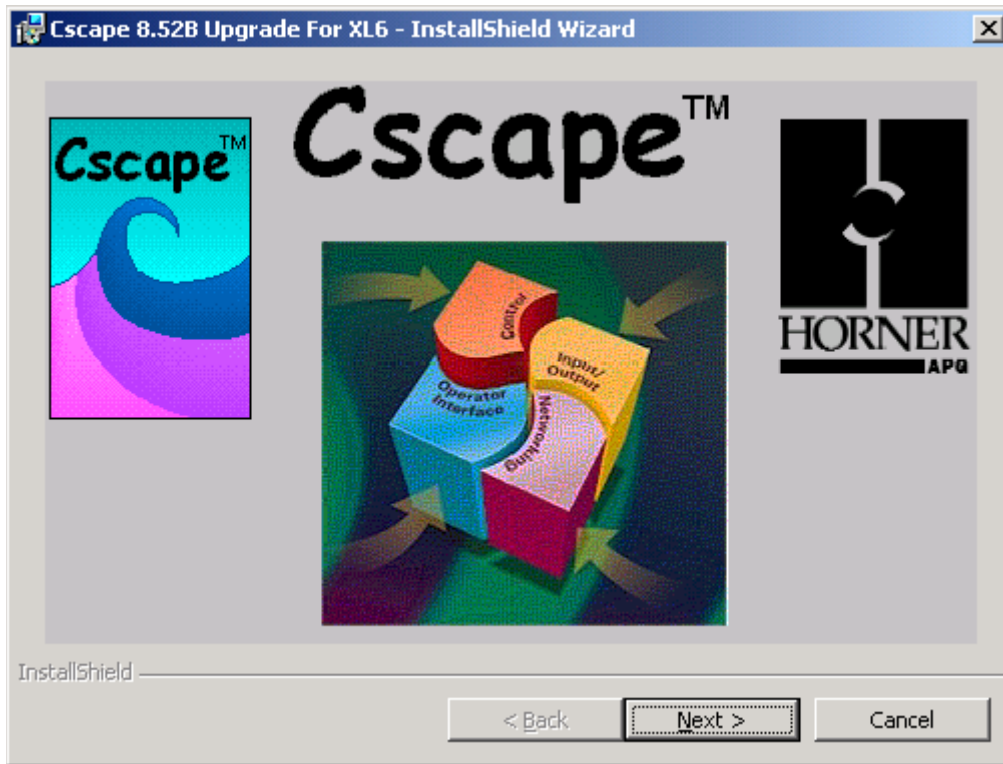 Cscape 8.52B Upgrade For XL6 - InstallShield Wizard
Cscape™
Cscape™
HORNER
APG
Control
Input/
Output
Operator
Interface
Networking
InstallShield
< Back
Next >
Cancel